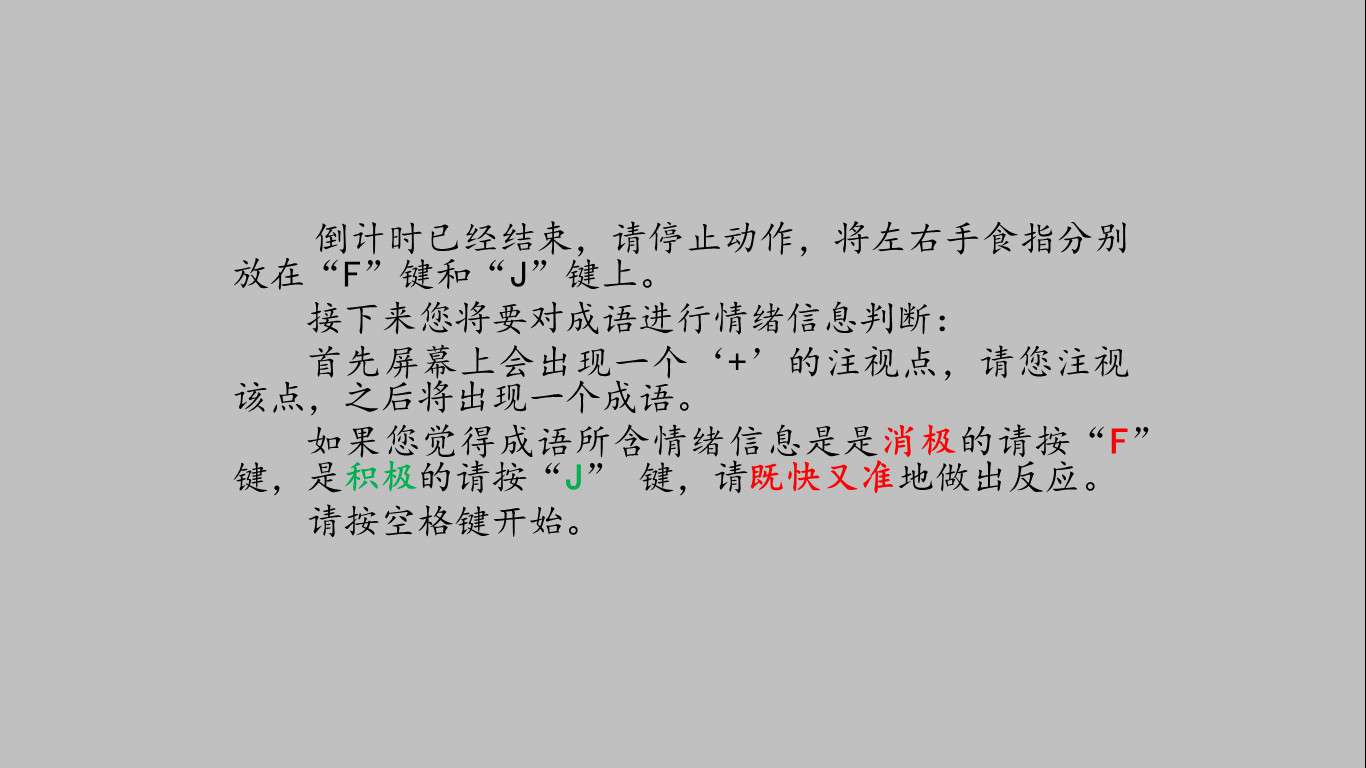 倒计时已经结束，请停止动作，将左右手食指分别
放在“F”键和“J”键上。
接下来您将要对成语进行情绪信息判断：
首先屏幕上会出现一个‘+’的注视点，请您注视
该点，之后将出现一个成语。
如果您觉得成语所含情绪信息是是消极的请按“F”
键，是积极的请按“J” 键，请既快又准地做出反应。
请按空格键开始。